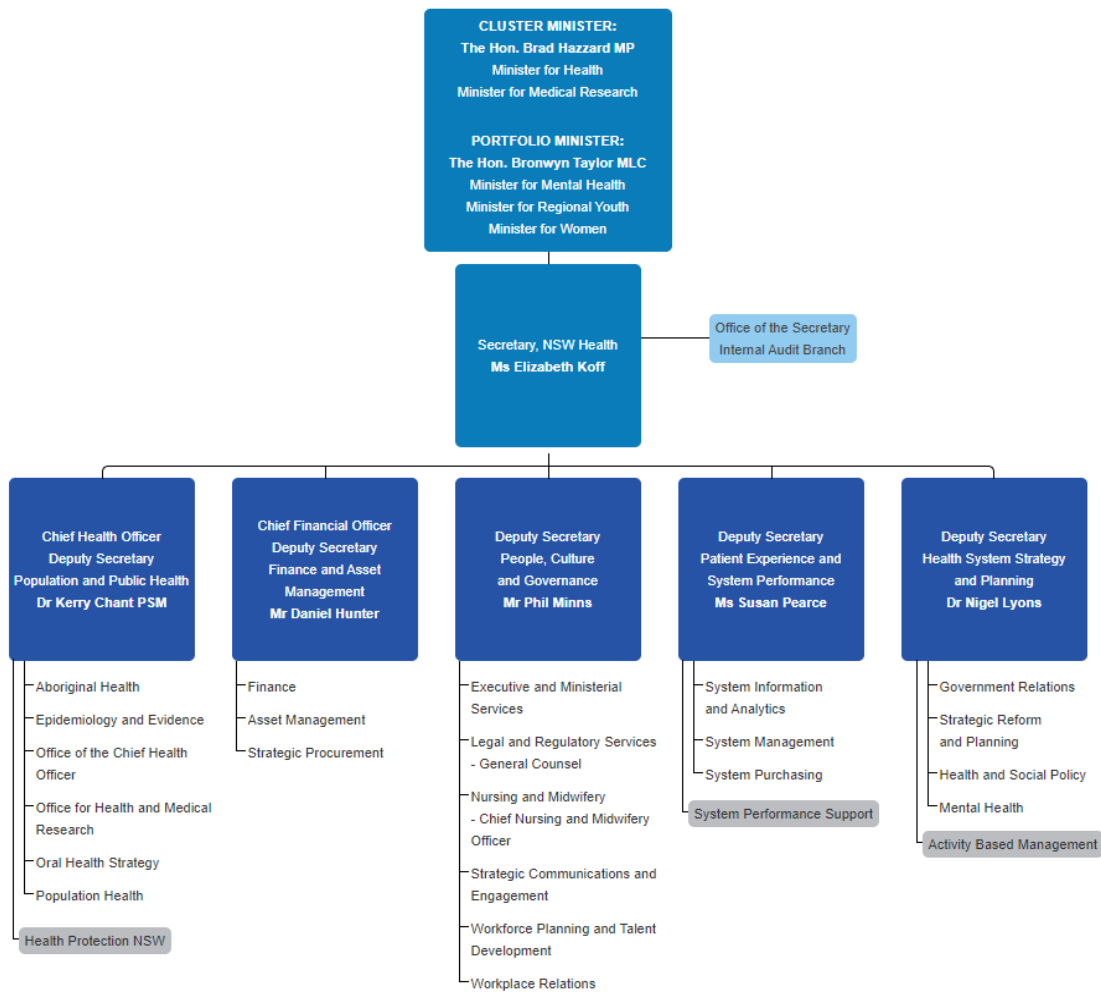 CLUSTER MINISTER:
The Hon. Brad Hazzard MP
Minister for Health
Minister for Medical Research
PORTFOLIO MINISTER:
The Hon. Bronwyn Taylor MLC
Minister for Mental Health
Minister for Regional Youth
Minister for Women
Secretary, NSW Health
Ms Elizabeth Koff
Office of the Secretary
Internal Audit Branch
Chief Health Officer
Deputy Secretary
Population and Public Health
Dr Kerry Chant PSM
Aboriginal Health
Epidemiology and Evidence
Office of the Chief Health
Officer
Office for Health and Medical
Research
Oral Health Strategy
Population Health
Health Protection NSW
Chief Financial Officer
Deputy Secretary
Finance and Asset
Management
Mr Daniel Hunter
Finance
Asset Management
Strategic Procurement
Deputy Secretary
People, Culture
and Governance
Mr Phil Minns
Executive and Ministerial
Services
Legal and Regulatory Services
- General Counsel
Nursing and Midwifery
- Chief Nursing and Midwifery
Officer
Strategic Communications and
Engagement
Workforce Planning and Talent
Development
Workplace Relations
Deputy Secretary
Patient Experience and
System Performance
Ms Susan Pearce
System Information
and Analytics
System Management
System Purchasing
System Performance Support
Deputy Secretary
Health System Strategy
and Planning
Dr Nigel Lyons
Government Relations
Strategic Reform
and Planning
Health and Social Policy
Mental Health
Activity Based Management